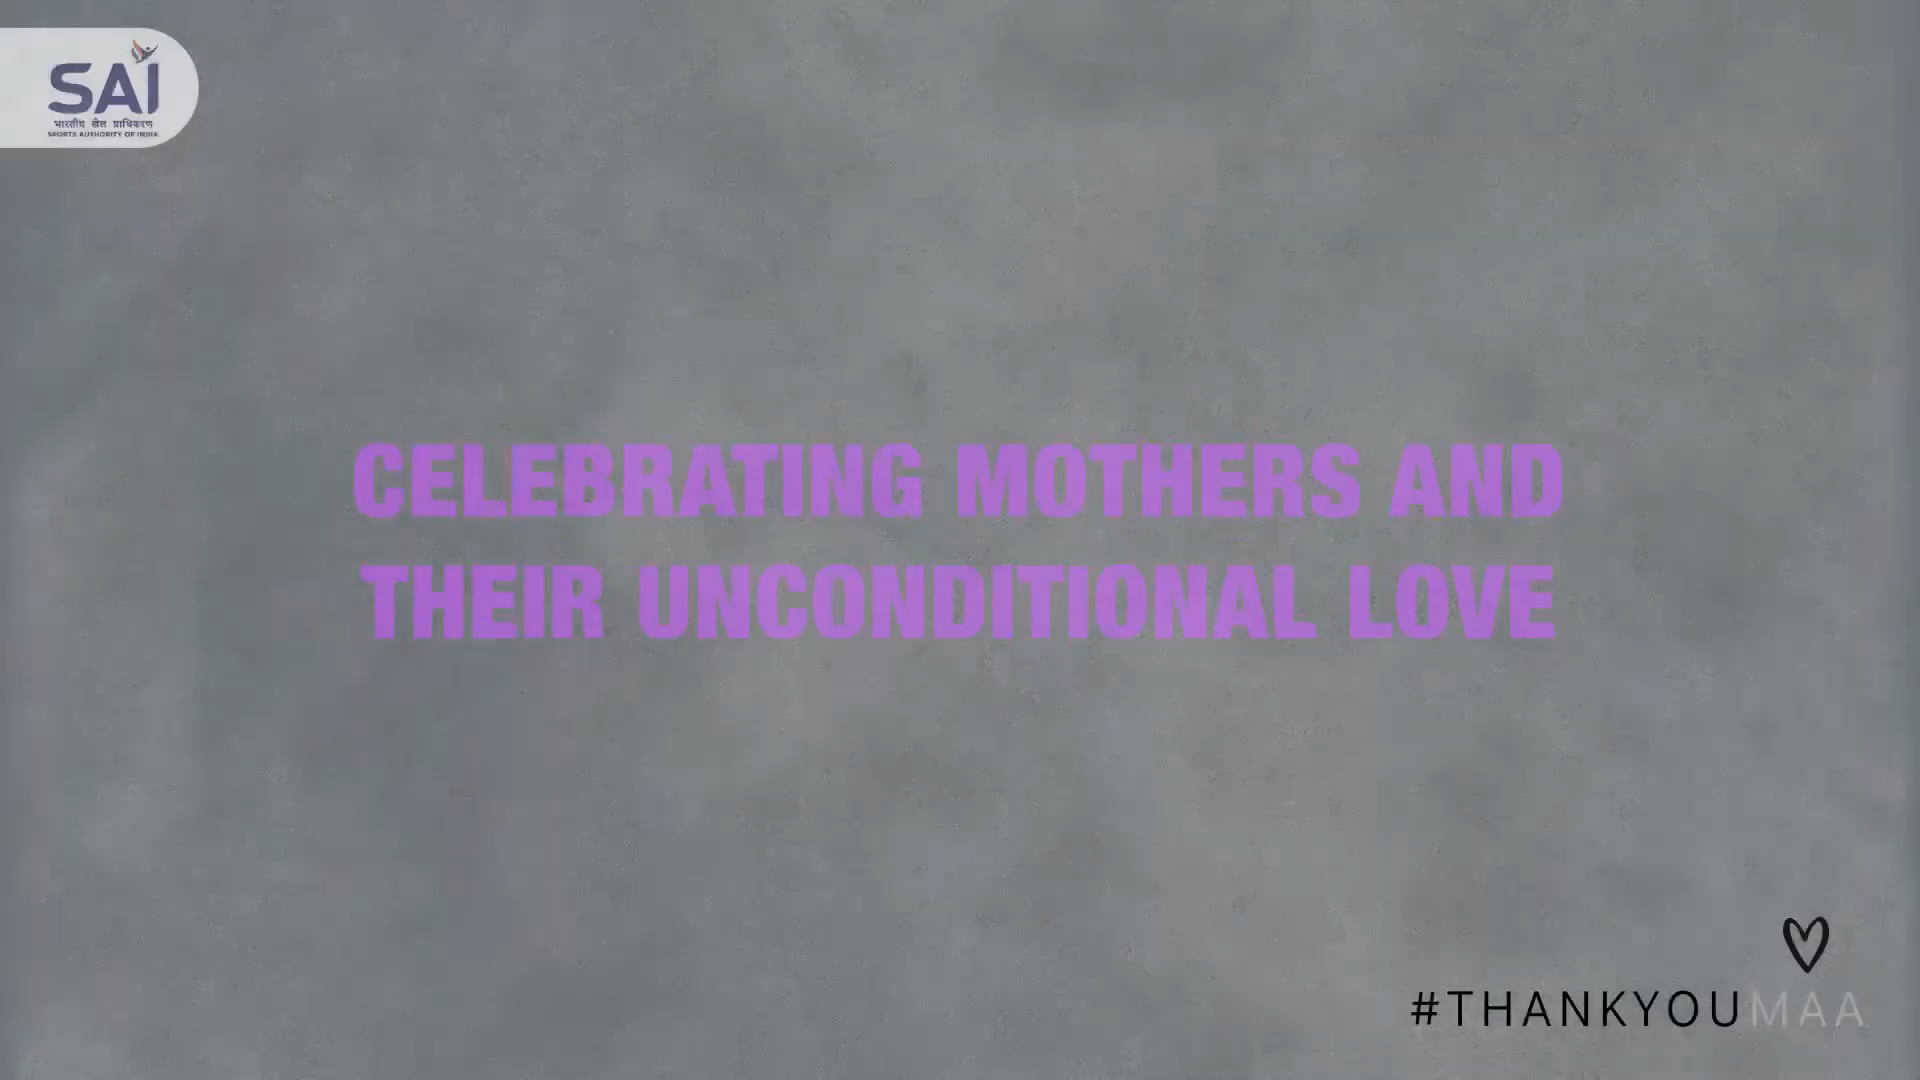 SAI
भारतीय खेल प्राधिकरण
SPORTS AUTHORITY OF INDIA
CELEBRATING MOTHERS AND
THEIR UNCONDITIONAL LOVE
#THANKYOUMAA